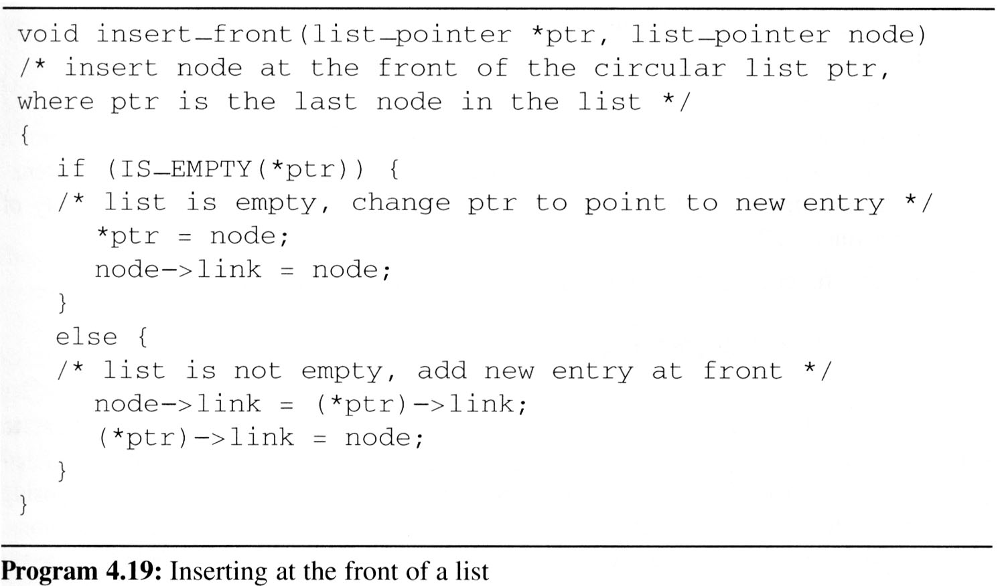 void insert_front(list_pointer *ptr, list_pointer node)
/* insert node at the front of the circular list ptr,
where ptr is the last node in the list */
{
if (IS_EMPTY(*ptr)) {
/* list is empty, change ptr to point to new entry */
*ptr = node;
node->link = node;
}
else {
/* list is not empty, add new entry at front */
node->link = (*ptr)->link;
(*ptr)->link = node;
}
}
Program 4.19: Inserting at the front of a list